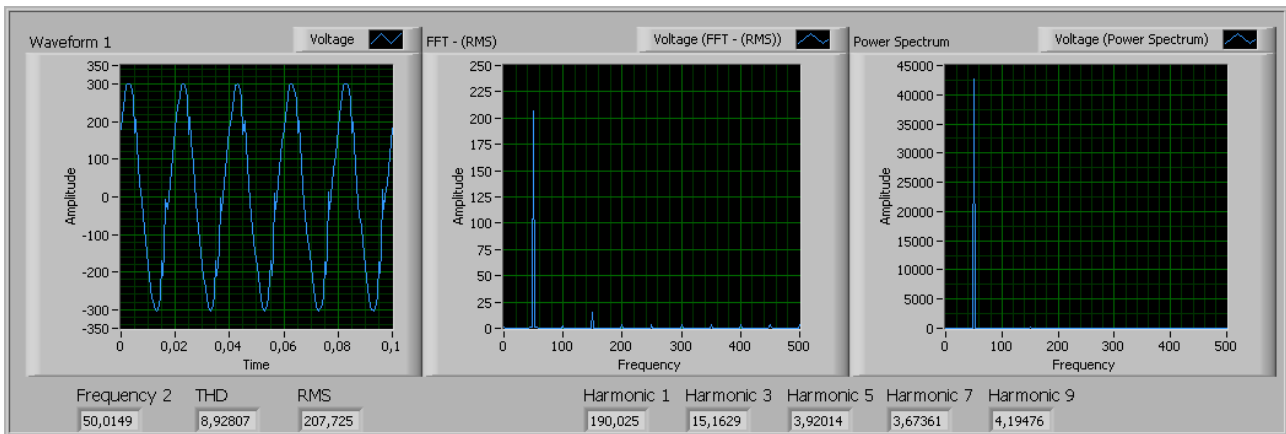 Waveform 1
Voltage
350
300
200
100
0
-100
-200
-300
-350
Amplitude
0 0,02 0,04 0,06 0,08 0,1
Time
FFT - (RMS)
Voltage (FFT - (RMS))
250
225
200
175
150
125
100
75
50
25
0
Amplitude
0 100 200 300 400 500
Frequency
Power Spectrum
Voltage (Power Spectrum)
45000
40000
35000
30000
25000
20000
15000
10000
5000
0
Amplitude
0 100 200 300 400 500
Frequency
Frequency 2 THD RMS
50,0149 8,92807 207,725
Harmonic 1 Harmonic 3 Harmonic 5 Harmonic 7 Harmonic 9
190,025 15,1629 3,92014 3,67361 4,19476